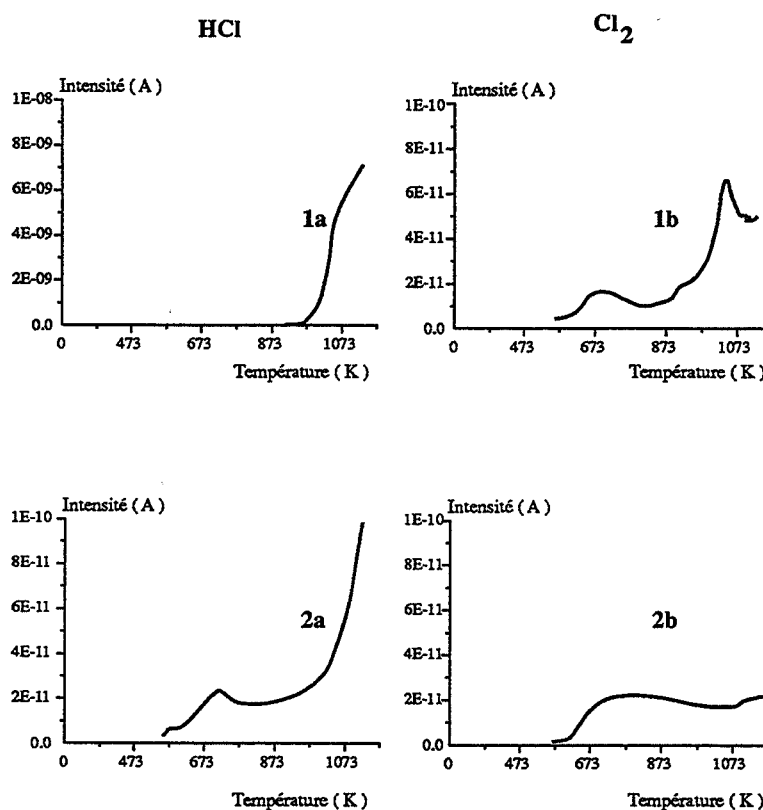 HCl
Cl2
Intensité ( A )
1E-08
8E-09
6E-09
4E-09
2E-09
0.0
1a
0 473 673 873 1073
Température ( K )
Intensité ( A )
1E-10
8E-11
6E-11
4E-11
2E-11
0.0
1b
0 473 673 873 1073
Température ( K )
Intensité ( A )
1E-10
8E-11
6E-11
4E-11
2E-11
0.0
2a
0 473 673 873 1073
Température ( K )
Intensité ( A )
1E-10
8E-11
6E-11
4E-11
2E-11
0.0
2b
0 473 673 873 1073
Température ( K )